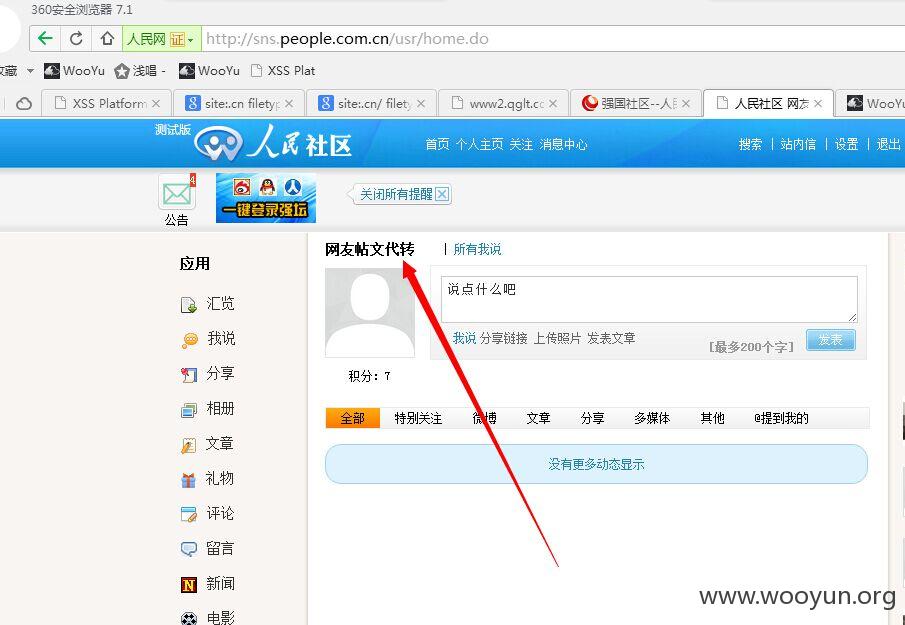 360安全浏览器 7.1
人民网 证 http://sns.people.com.cn/usr/home.do
收藏 WooYu 浅唱 - WooYu XSS Plat
XSS Platform site:.cn filetyp site:.cn/ filety www2.qglt.co 强国社区--人民 人民社区 网友 WooYu
测试版 人民社区 首页 个人主页 关注 消息中心 搜索 | 站内信 | 设置 | 退出
4
一键登录强坛 关闭所有提醒
公告
网友帖文代转 | 所有我说
应用
说点什么吧
汇览
我说
我说 分享链接 上传照片 发表文章 [最多200个字] 发表
分享
积分: 7
相册
全部 特别关注 微博 文章 分享 多媒体 其他 @提到我的
文章
没有更多动态显示
礼物
评论
留言
新闻
电影
www.wooyun.org